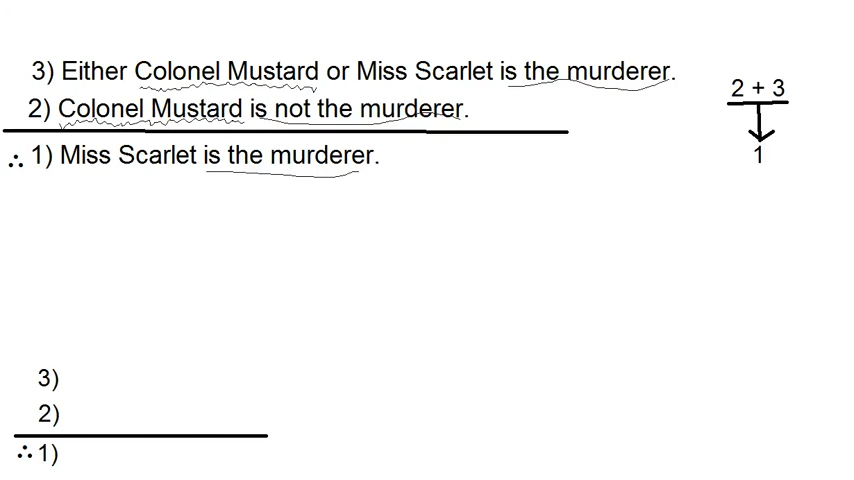 3) Either Colonel Mustard or Miss Scarlet is the murderer.
2) Colonel Mustard is not the murderer.
∴ 1) Miss Scarlet is the murderer.
2 + 3
1
3)
2)
∴ 1)